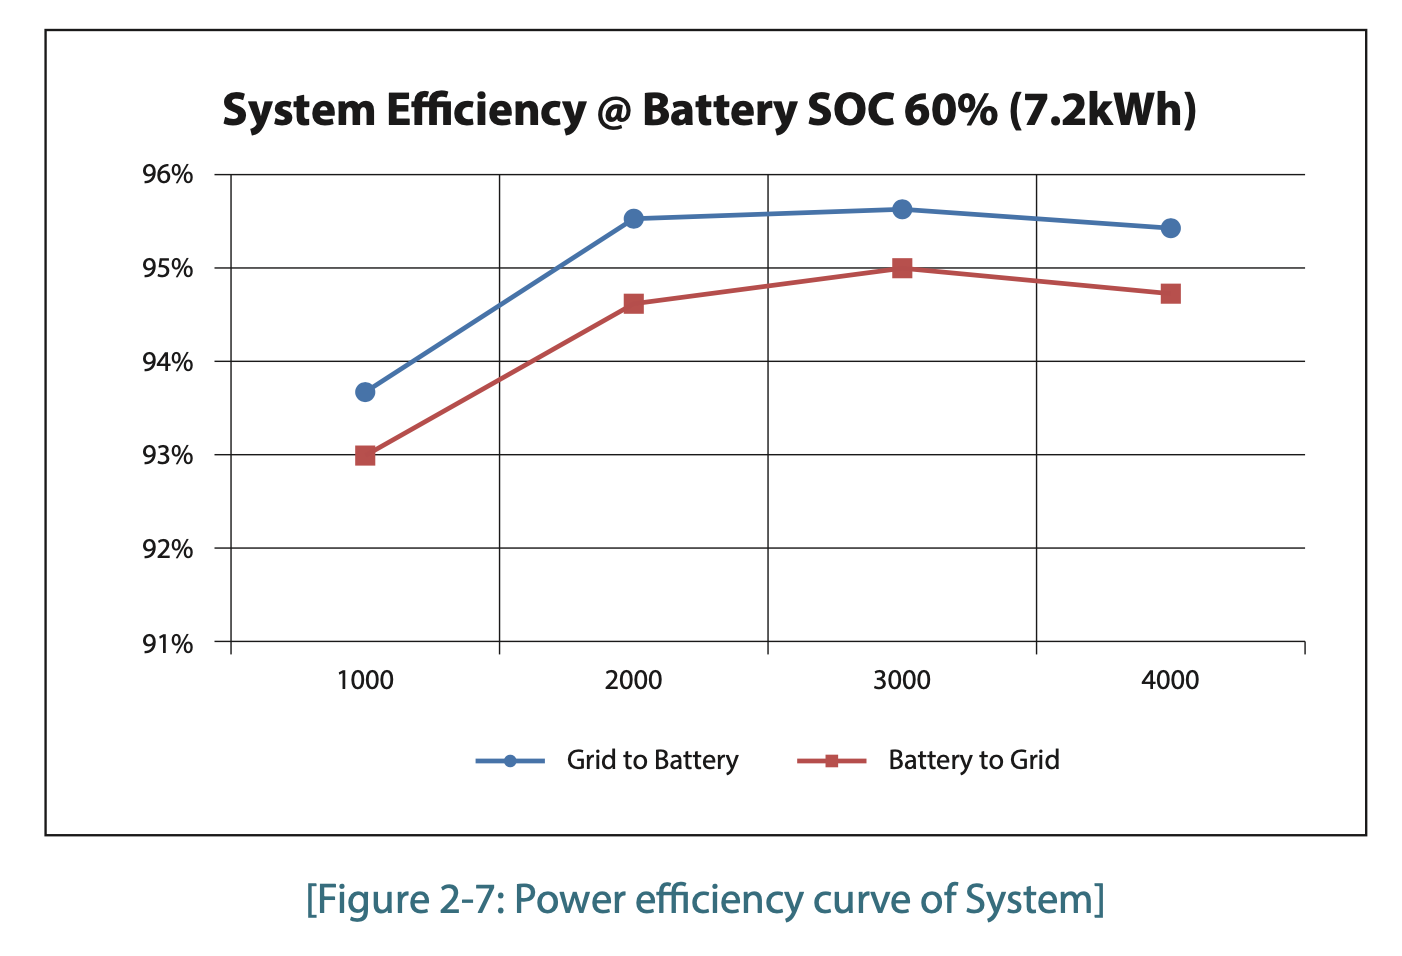 System Efficiency @ Battery SOC 60% (7.2kWh)
96%
95%
94%
93%
92%
91%
1000 2000 3000 4000
Grid to Battery Battery to Grid
[Figure 2-7: Power efficiency curve of System]